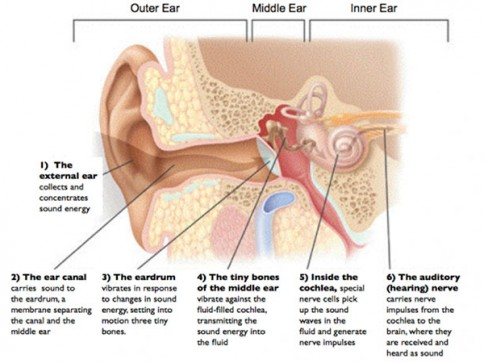 Outer Ear
Middle Ear
Inner Ear
1) The
external ear
collects and
concentrates
sound energy
2) The ear canal
carries sound to
the eardrum, a
membrane separating
the canal and the
middle ear
3) The eardrum
vibrates in response
to changes in sound
energy, setting into
motion three tiny
bones.
4) The tiny bones
of the middle ear
vibrate against the
fluid-filled cochlea,
transmitting the
sound energy into
the fluid
5) Inside the
cochlea, special
nerve cells pick
up the sound
waves in the
fluid and generate
nerve impulses
6) The auditory
(hearing) nerve
carries nerve
impulses from the
cochlea to the
brain, where they
are received and
heard as sound